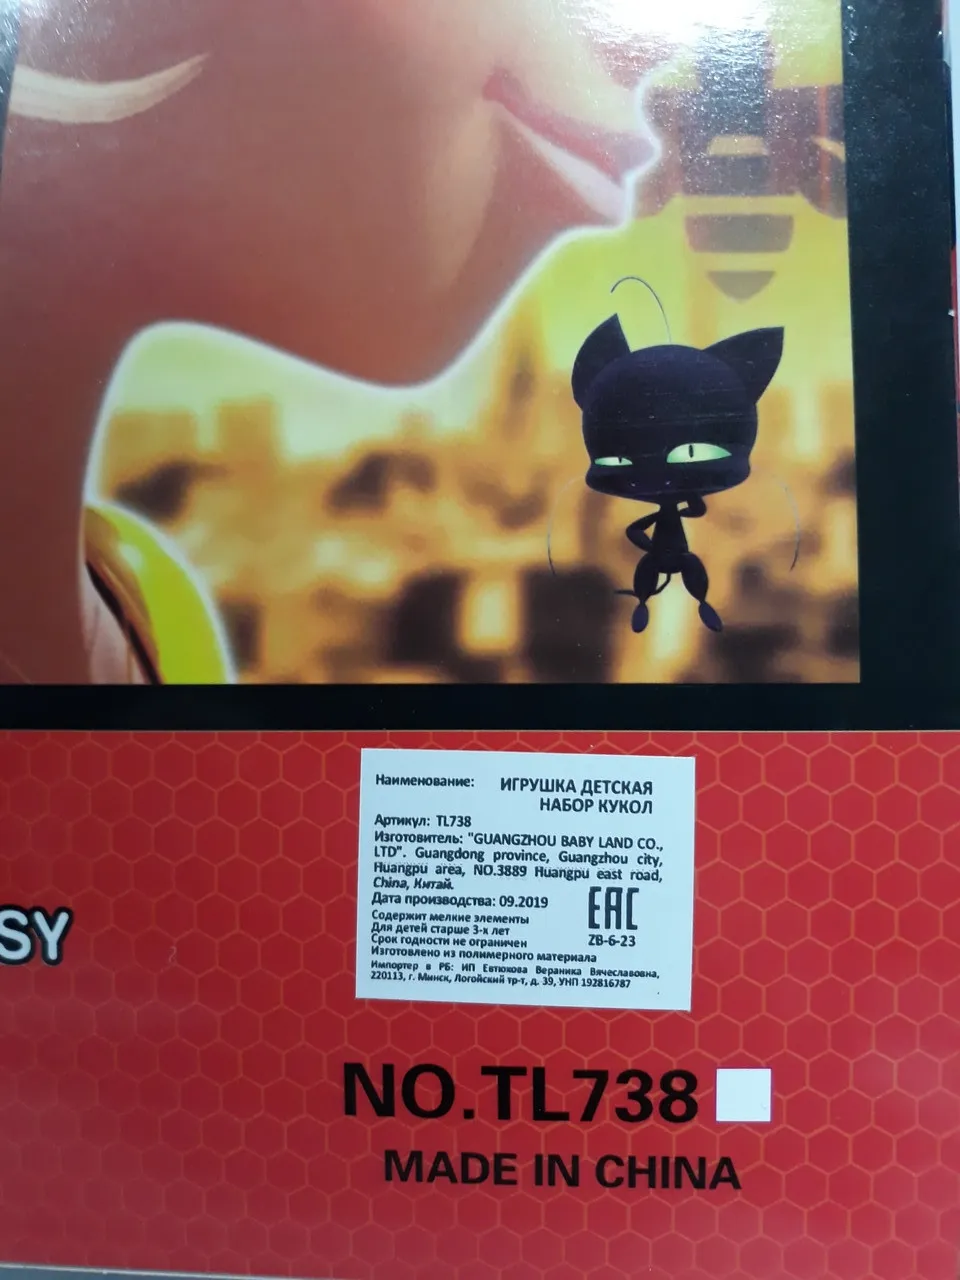 Наименование: ИГРУШКА ДЕТСКАЯ
НАБОР КУКОЛ
Артикул: TL738
Изготовитель: "GUANGZHOU BABY LAND CO.,
LTD". Guangdong province, Guangzhou city,
Huangpu area, NO.3889 Huangpu east road,
China, Китай.
Дата производства: 09.2019
EAC
Содержит мелкие элементы
Для детей старше 3-х лет
Срок годности не ограничен
ZB-6-23
Изготовлено из полимерного материала
Импортер в РБ: ИП Евтюкова Вераника Вячеславовна,
220113, г. Минск, Логойский тр-т, д. 39, УНП 192816787
SY
NO.TL738
MADE IN CHINA